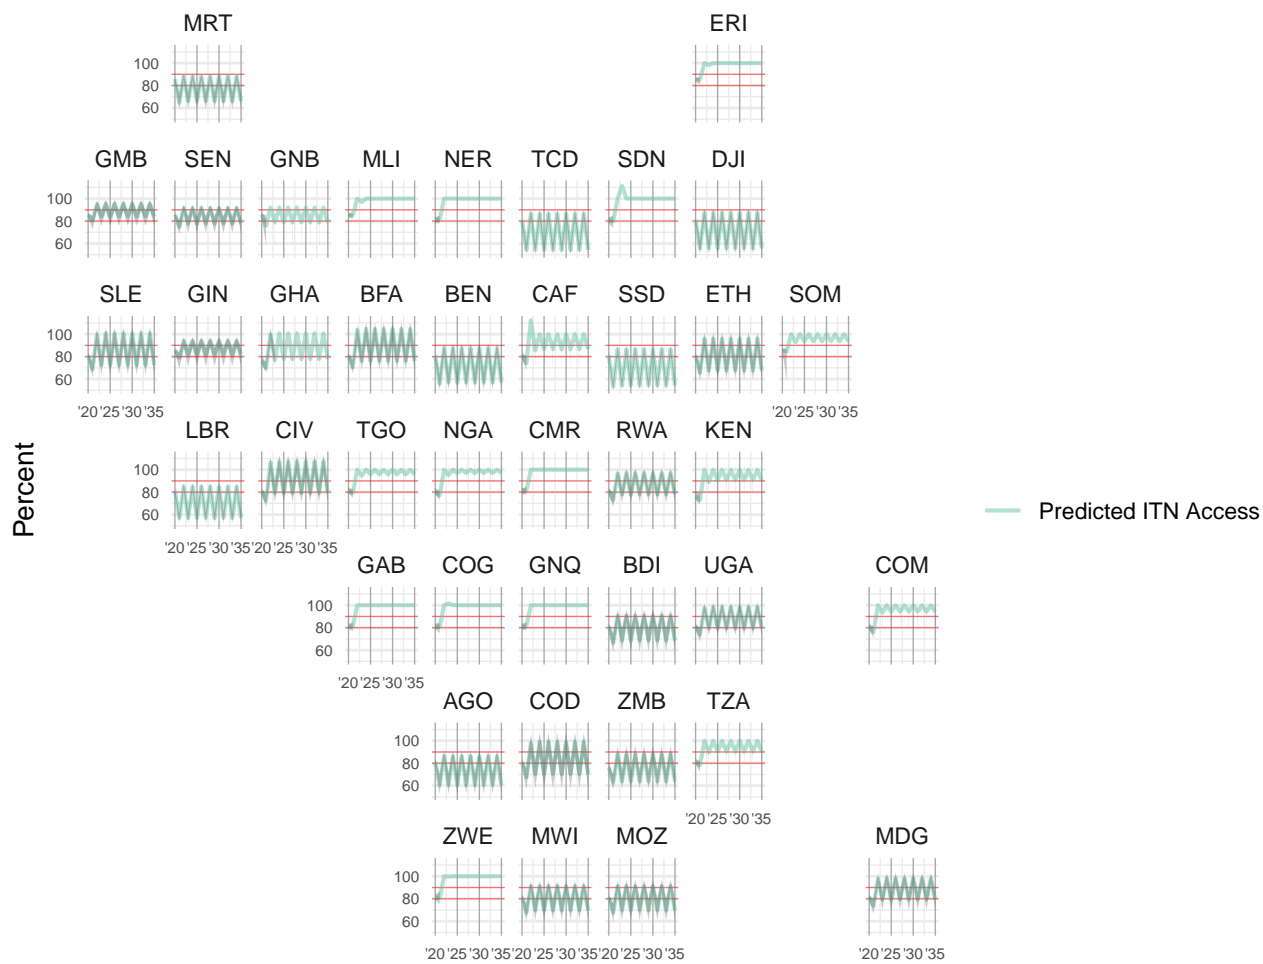 MRT ERI
100
80
60
GMB SEN GNB MLI NER TCD SDN DJI
100
80
60
SLE GIN GHA BFA BEN CAF SSD ETH SOM
100
80
60
'20 '25 '30 '35 '20 '25 '30 '35
LBR CIV TGO NGA CMR RWA KEN
100
80
60
Percent
Predicted ITN Access
'20 '25 '30 '35 '20 '25 '30 '35
GAB COG GNQ BDI UGA COM
100
80
60
'20 '25 '30 '35
AGO COD ZMB TZA
100
80
60
'20 '25 '30 '35
ZWE MWI MOZ MDG
100
80
60
'20 '25 '30 '35 '20 '25 '30 '35 '20 '25 '30 '35 '20 '25 '30 '35